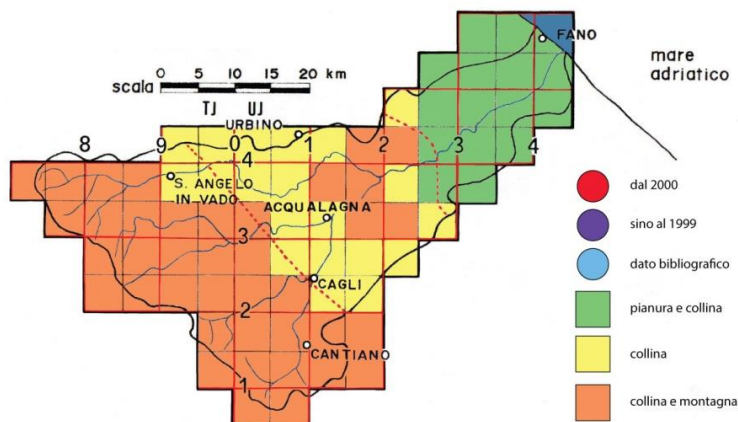 FANO
mare
adriatico
0 5 10 15 20 km
scala
TJ UJ
URBINO
8 9 0 1 2 3 4
4
S. ANGELO
IN VADO
ACQUALAGNA
3
CAGLI
2
CANTIANO
1
dal 2000
sino al 1999
dato bibliografico
pianura e collina
collina
collina e montagna